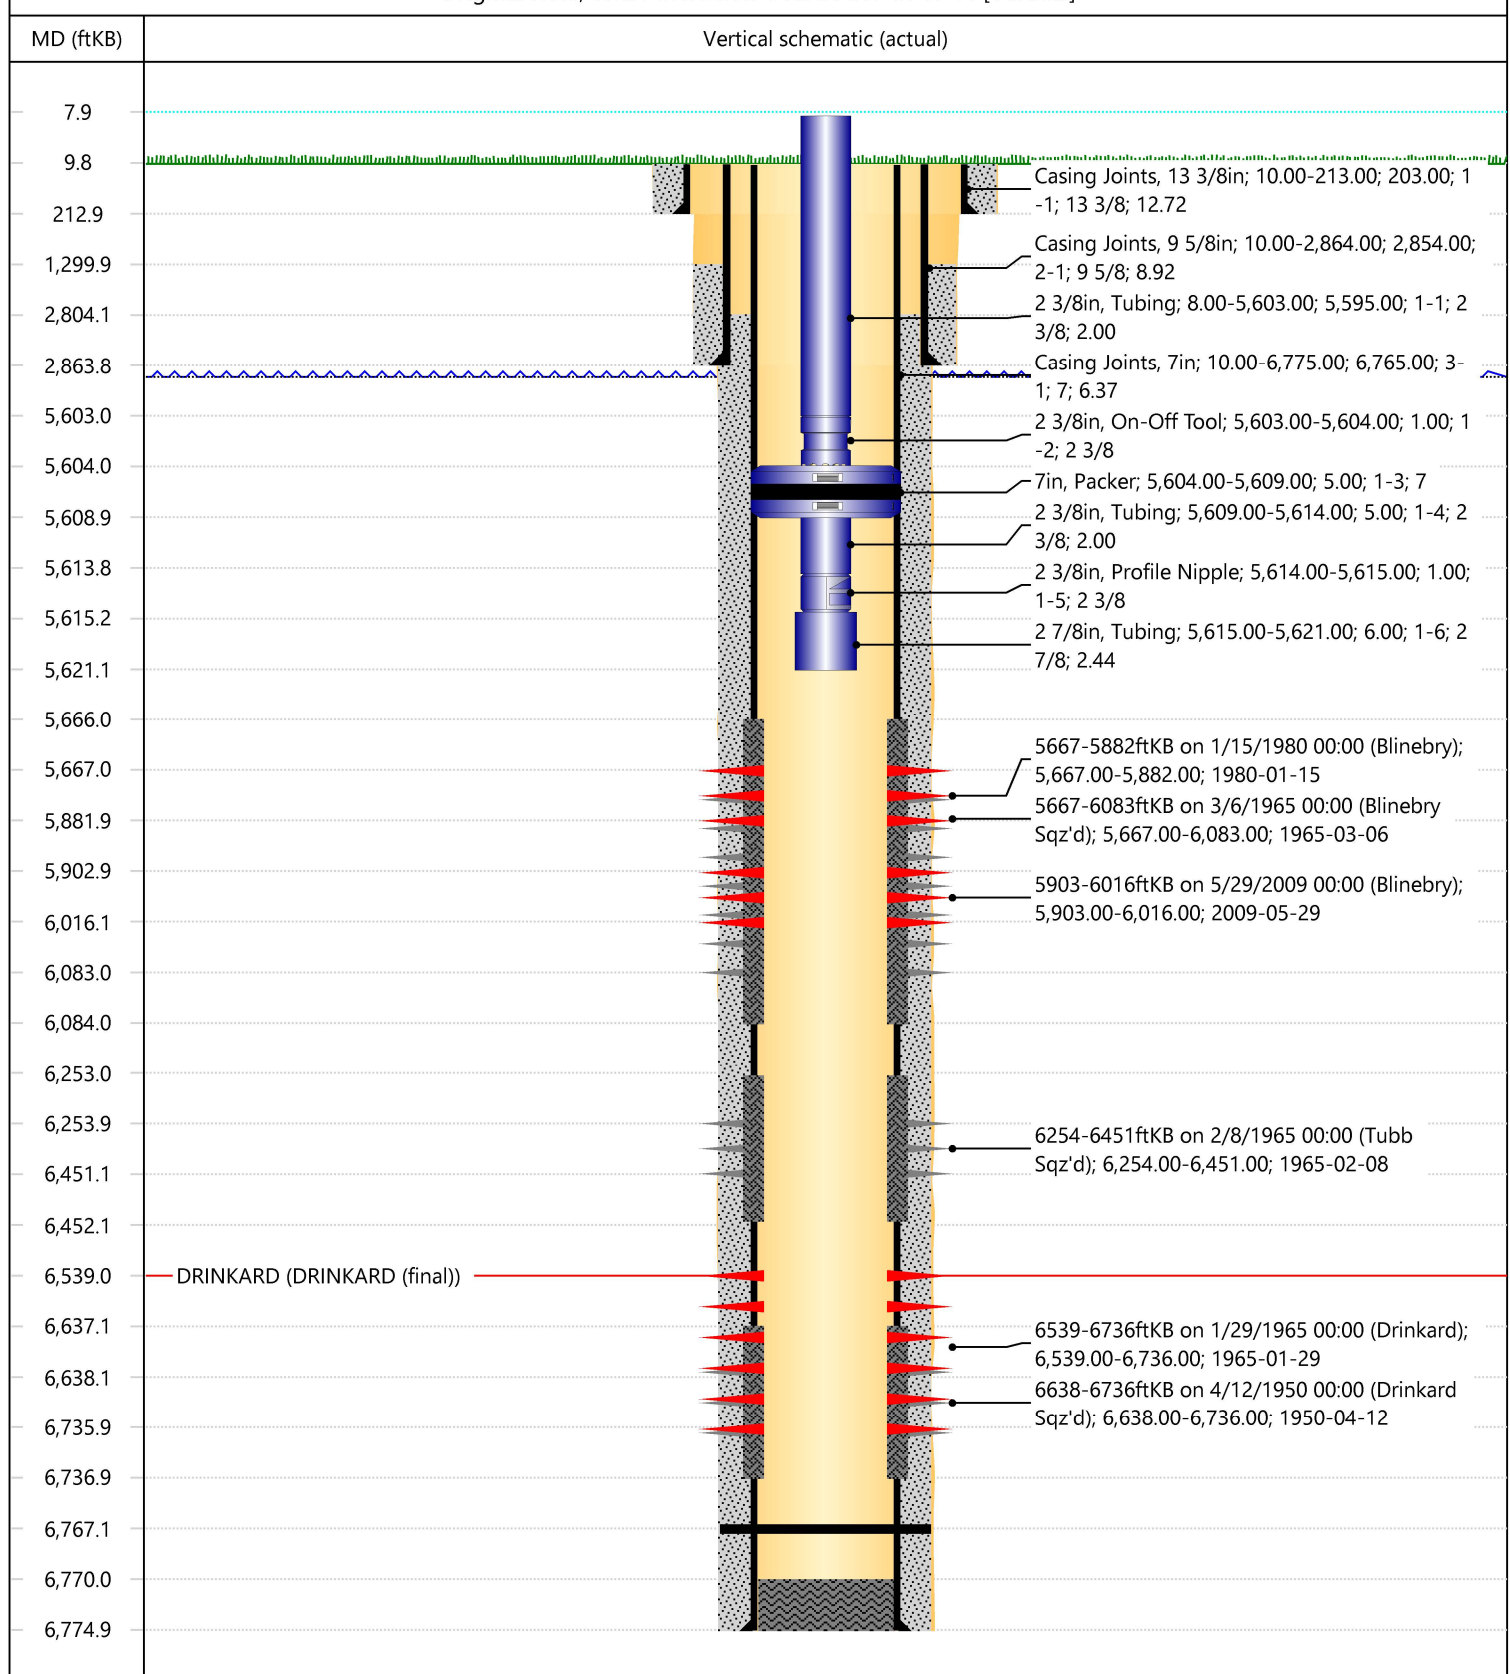 MD (ftKB)
Vertical schematic (actual)
7.9
9.8
212.9
1,299.9
2,804.1
2,863.8
5,603.0
5,604.0
5,608.9
5,613.8
5,615.2
5,621.1
5,666.0
5,667.0
5,881.9
5,902.9
6,016.1
6,083.0
6,084.0
6,253.0
6,253.9
6,451.1
6,452.1
6,539.0
6,637.1
6,638.1
6,735.9
6,736.9
6,767.1
6,770.0
6,774.9
Casing Joints, 13 3/8in; 10.00-213.00; 203.00; 1
-1; 13 3/8; 12.72
Casing Joints, 9 5/8in; 10.00-2,864.00; 2,854.00;
2-1; 9 5/8; 8.92
2 3/8in, Tubing; 8.00-5,603.00; 5,595.00; 1-1; 2
3/8; 2.00
Casing Joints, 7in; 10.00-6,775.00; 6,765.00; 3-
1; 7; 6.37
2 3/8in, On-Off Tool; 5,603.00-5,604.00; 1.00; 1
-2; 2 3/8
7in, Packer; 5,604.00-5,609.00; 5.00; 1-3; 7
2 3/8in, Tubing; 5,609.00-5,614.00; 5.00; 1-4; 2
3/8; 2.00
2 3/8in, Profile Nipple; 5,614.00-5,615.00; 1.00;
1-5; 2 3/8
2 7/8in, Tubing; 5,615.00-5,621.00; 6.00; 1-6; 2
7/8; 2.44
5667-5882ftKB on 1/15/1980 00:00 (Blinebry);
5,667.00-5,882.00; 1980-01-15
5667-6083ftKB on 3/6/1965 00:00 (Blinebry
Sqz'd); 5,667.00-6,083.00; 1965-03-06
5903-6016ftKB on 5/29/2009 00:00 (Blinebry);
5,903.00-6,016.00; 2009-05-29
6254-6451ftKB on 2/8/1965 00:00 (Tubb
Sqz'd); 6,254.00-6,451.00; 1965-02-08
DRINKARD (DRINKARD (final))
6539-6736ftKB on 1/29/1965 00:00 (Drinkard);
6,539.00-6,736.00; 1965-01-29
6638-6736ftKB on 4/12/1950 00:00 (Drinkard
Sqz'd); 6,638.00-6,736.00; 1950-04-12